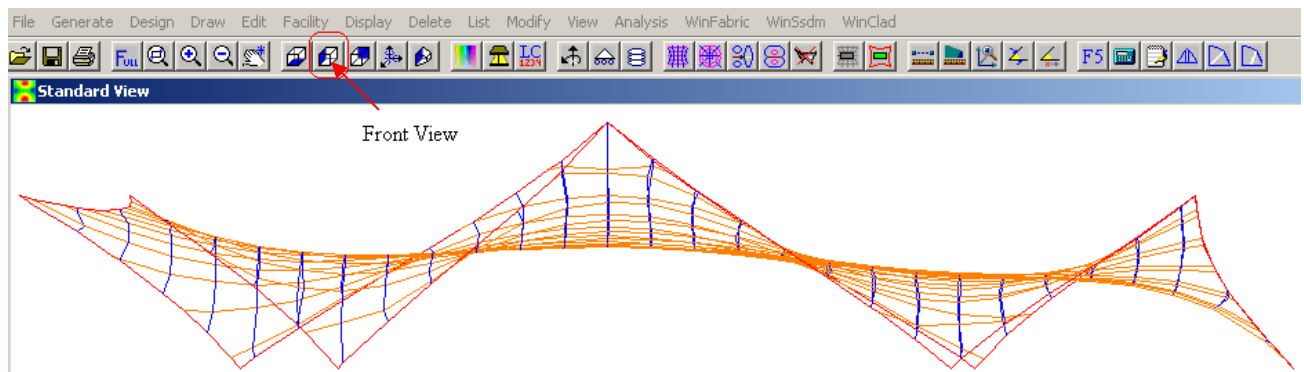 File Generate Design Draw Edit Facility Display Delete List Modify View Analysis WinFabric WinSsdm WinClad
FULL LC 1234 F5
Standard View
Front View